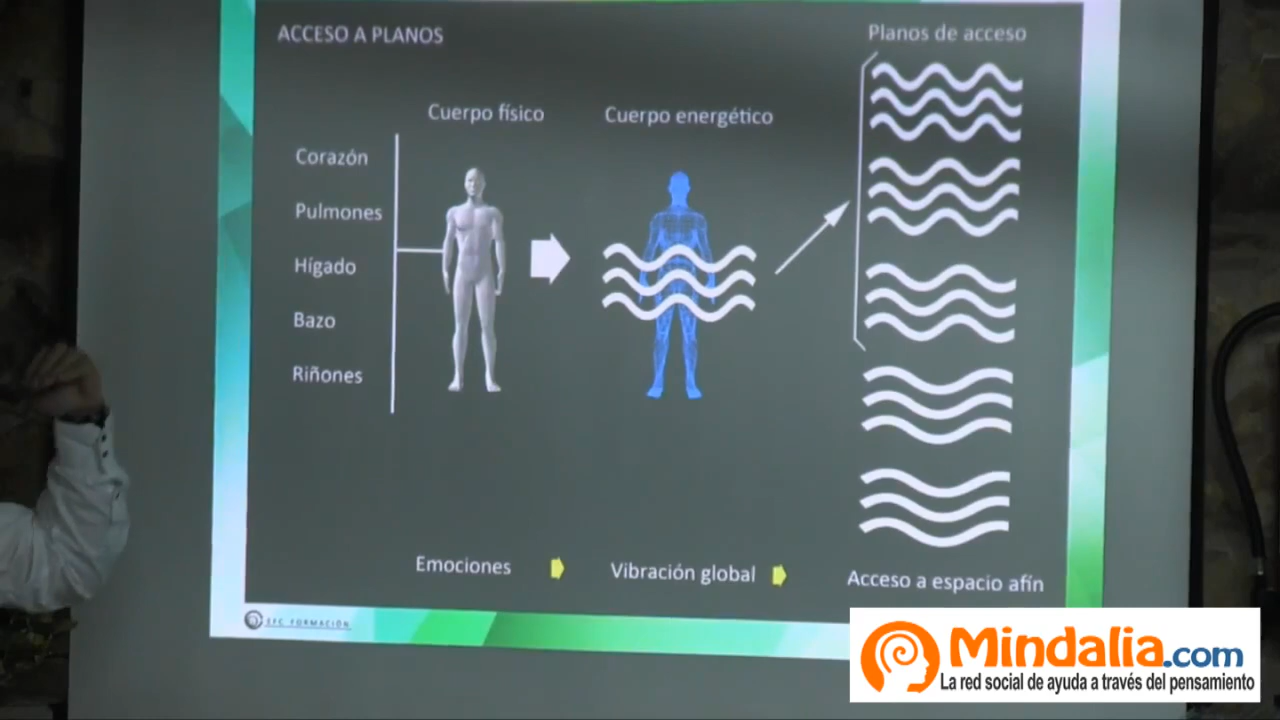 ACCESO A PLANOS
Planos de acceso
Cuerpo físico
Cuerpo energético
Corazón
Pulmones
Hígado
Bazo
Riñones
Emociones
Vibración global
Acceso a espacio afín
EFC FORMACIÓN
Mindalia.com
La red social de ayuda a través del pensamiento